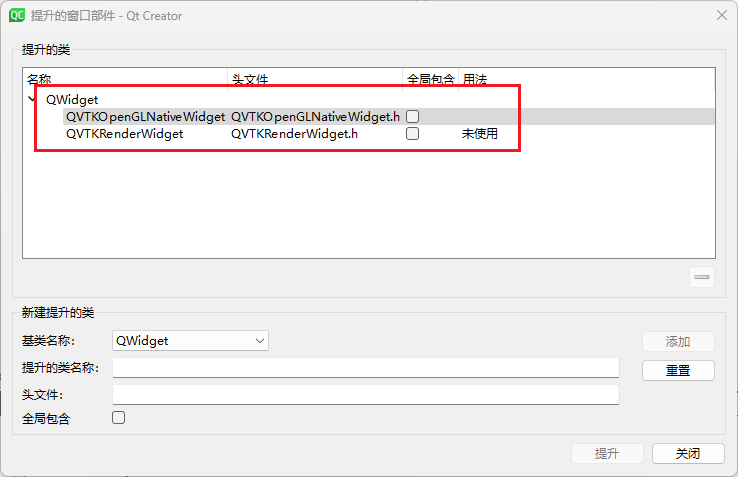 QC 提升的窗口部件 - Qt Creator
提升的类
名称 头文件 全局包含 用法
QWidget
QVTKOpenGLNativeWidget QVTKOpenGLNativeWidget.h
QVTKRenderWidget QVTKRenderWidget.h 未使用
新建提升的类
基类名称： QWidget 添加
提升的类名称： 重置
头文件：
全局包含
提升 关闭